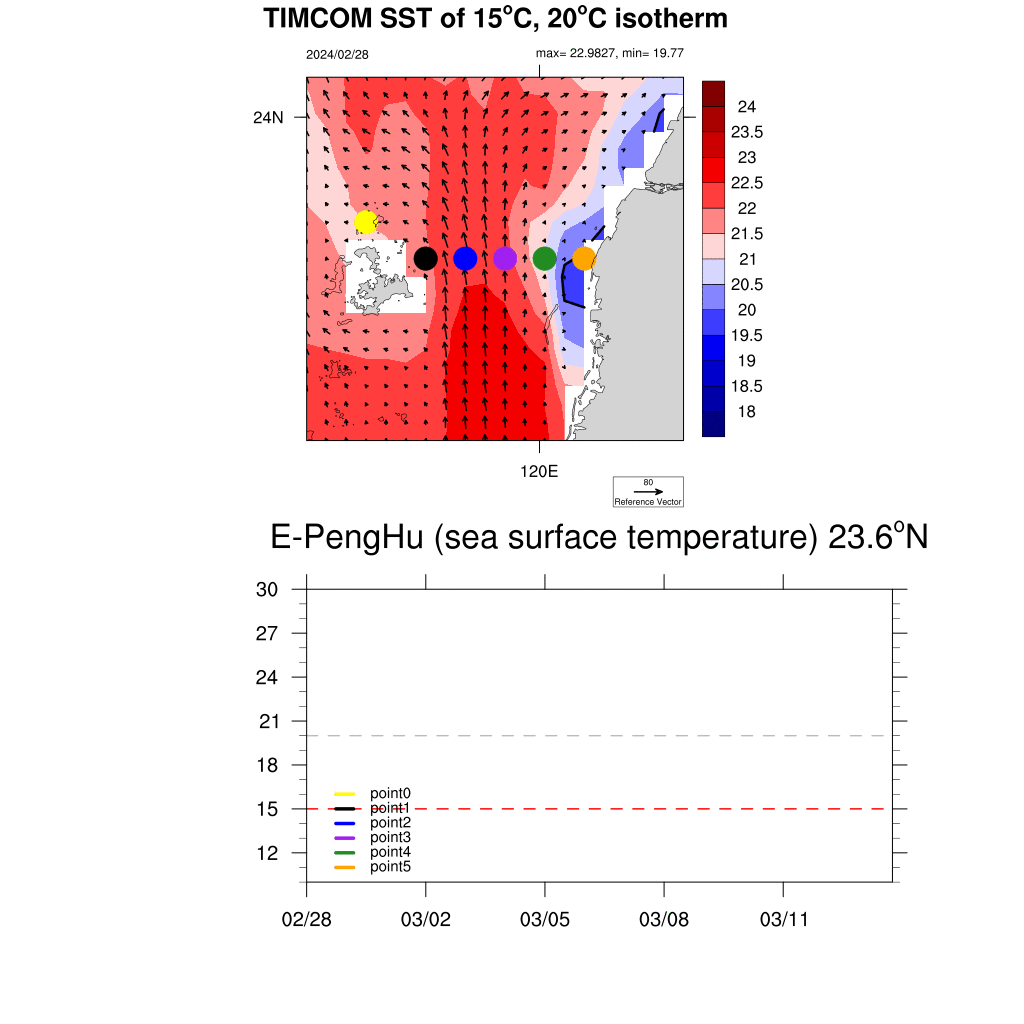 TIMCOM SST of 15°C, 20°C isotherm
2024/02/28
max= 22.9827, min= 19.77
24N
24
23.5
23
22.5
22
21.5
21
20.5
20
19.5
19
18.5
18
120E
80
Reference Vector
E-PengHu (sea surface temperature) 23.6°N
30
27
24
21
18
15
12
point0
point1
point2
point3
point4
point5
02/28
03/02
03/05
03/08
03/11